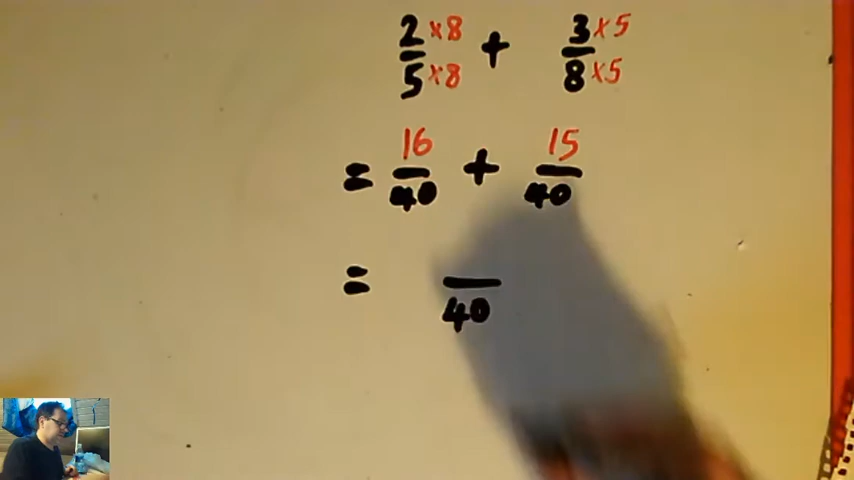 2×8/5×8 + 3×5/8×5
= 16/40 + 15/40
= /40